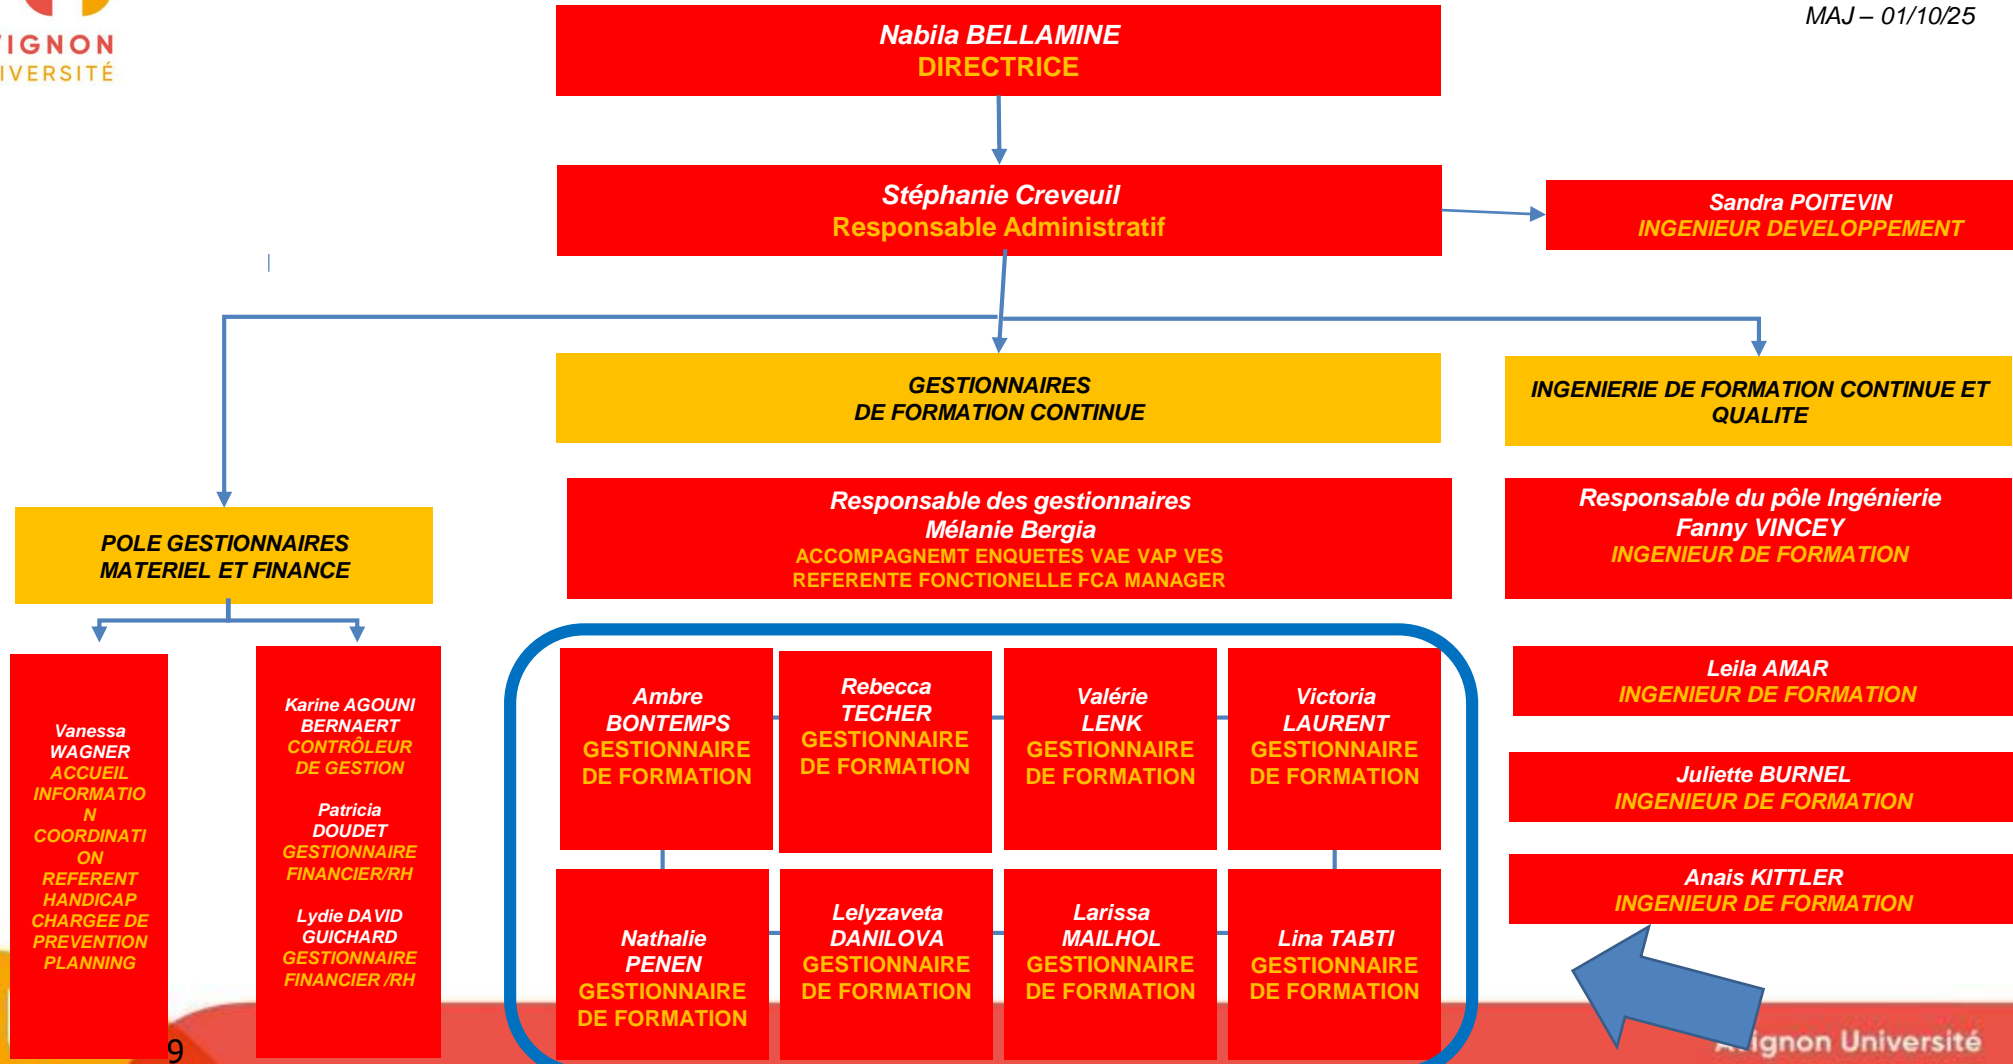 MAJ – 01/10/25
VIGNON
IVERSITÉ
Nabila BELLAMINE
DIRECTRICE
Stéphanie Creveuil
Responsable Administratif
Sandra POITEVIN
INGENIEUR DEVELOPPEMENT
GESTIONNAIRES
DE FORMATION CONTINUE
INGENIERIE DE FORMATION CONTINUE ET
QUALITE
POLE GESTIONNAIRES
MATERIEL ET FINANCE
Responsable des gestionnaires
Mélanie Bergia
ACCOMPAGNEMT ENQUETES VAE VAP VES
REFERENTE FONCTIONELLE FCA MANAGER
Responsable du pôle Ingénierie
Fanny VINCEY
INGENIEUR DE FORMATION
Vanessa
WAGNER
ACCUEIL
INFORMATIO
N
COORDINATI
ON
REFERENT
HANDICAP
CHARGEE DE
PREVENTION
PLANNING
Karine AGOUNI
BERNAERT
CONTRÔLEUR
DE GESTION
Patricia
DOUDET
GESTIONNAIRE
FINANCIER/RH
Lydie DAVID
GUICHARD
GESTIONNAIRE
FINANCIER /RH
Ambre
BONTEMPS
GESTIONNAIRE
DE FORMATION
Rebecca
TECHER
GESTIONNAIRE
DE FORMATION
Valérie
LENK
GESTIONNAIRE
DE FORMATION
Victoria
LAURENT
GESTIONNAIRE
DE FORMATION
Nathalie
PENEN
GESTIONNAIRE
DE FORMATION
Lelyzaveta
DANILOVA
GESTIONNAIRE
DE FORMATION
Larissa
MAILHOL
GESTIONNAIRE
DE FORMATION
Lina TABTI
GESTIONNAIRE
DE FORMATION
Leila AMAR
INGENIEUR DE FORMATION
Juliette BURNEL
INGENIEUR DE FORMATION
Anais KITTLER
INGENIEUR DE FORMATION
9
Avignon Université